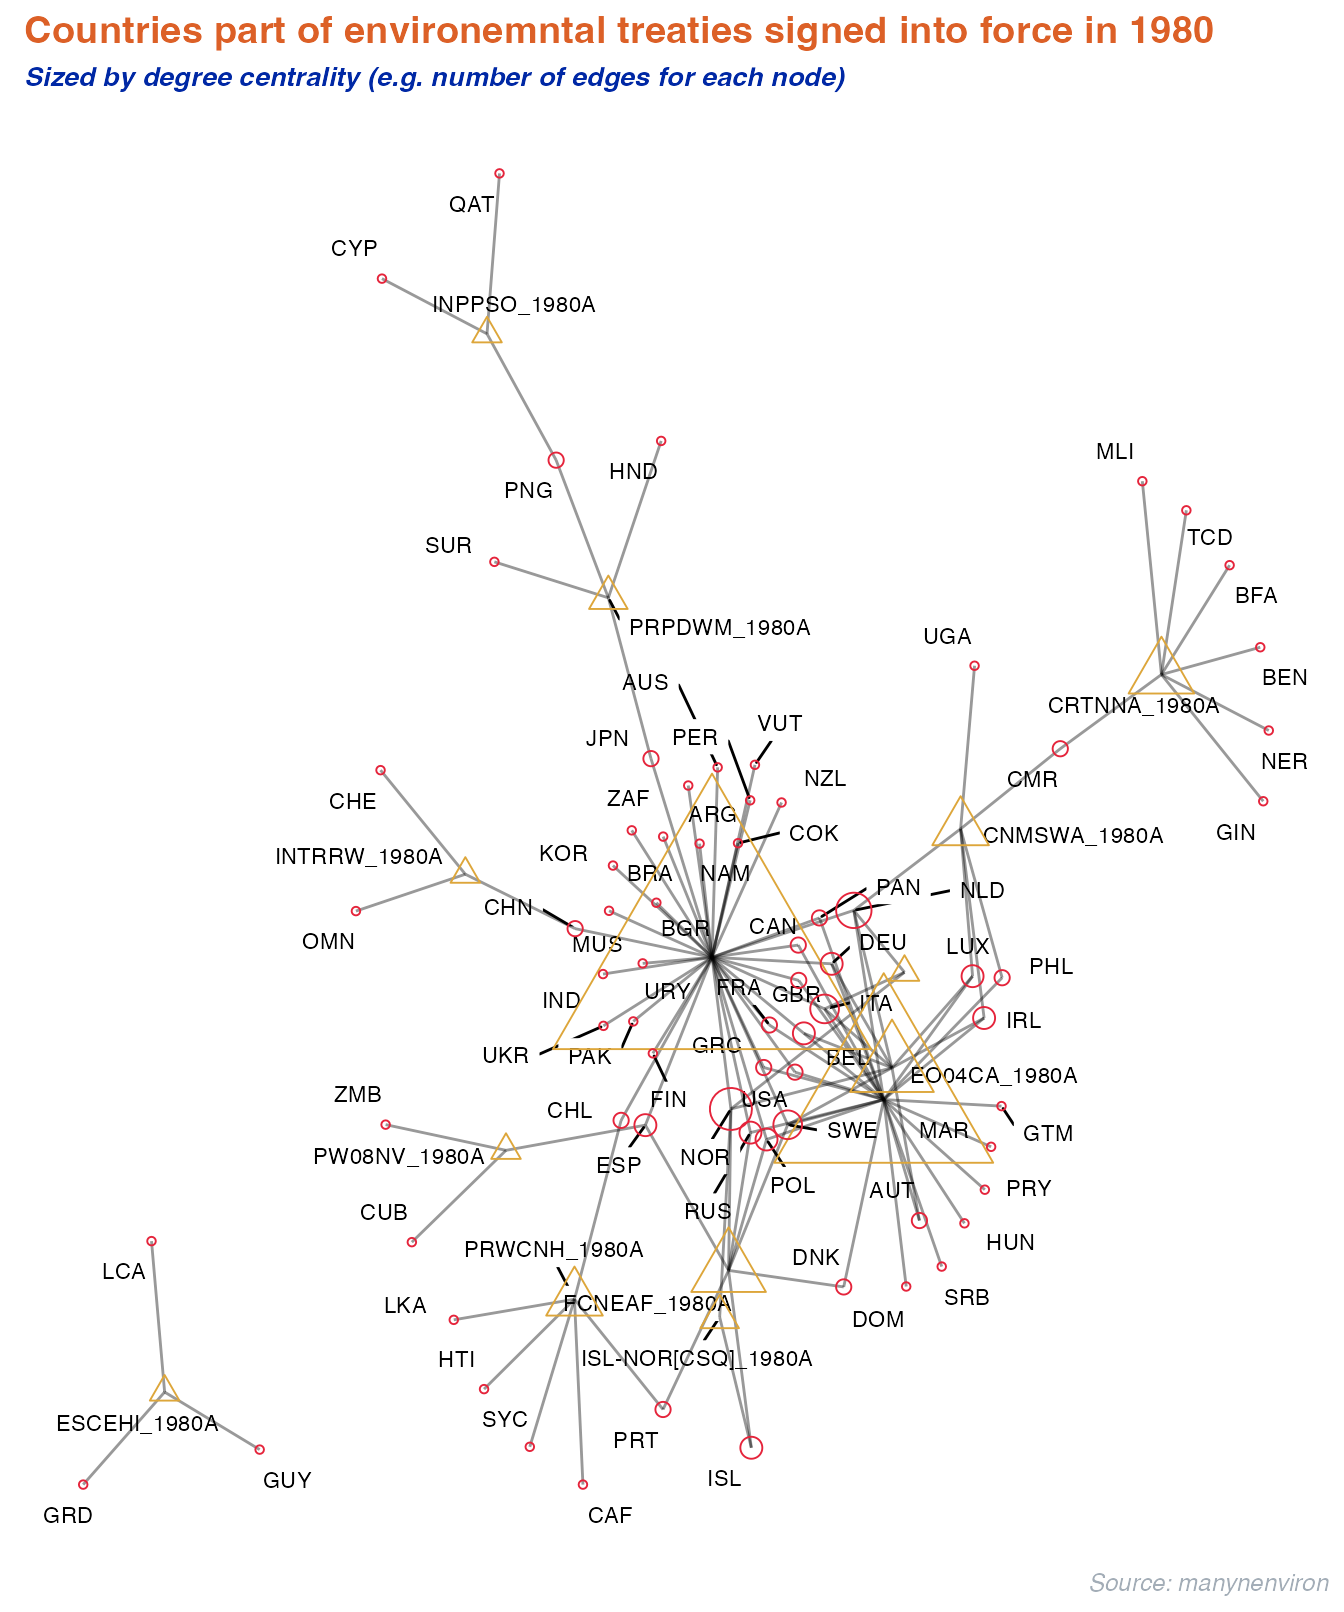 Countries part of environemntal treaties signed into force in 1980
Sized by degree centrality (e.g. number of edges for each node)
QAT
CYP
INPPSO_1980A
MLI
HND
PNG
TCD
SUR
BFA
PRPDWM_1980A
UGA
BEN
AUS
CRTNNA_1980A
VUT
PER
JPN
NER
NZL
CMR
ZAF
CHE
ARG
GIN
COK
CNMSWA_1980A
KOR
INTRRW_1980A
BRA
NAM
PAN
NLD
CHN
CAN
BGR
OMN
MUS
DEU
LUX
PHL
URY
FRA
GBR
IND
ITA
IRL
GRC
UKR
PAK
BEL
EO04CA_1980A
ZMB
FIN
USA
CHL
SWE
MAR
GTM
PW08NV_1980A
NOR
ESP
POL
AUT
PRY
CUB
RUS
HUN
PRWCNH_1980A
DNK
LCA
SRB
LKA
FCNEAF_1980A
DOM
HTI
ISL-NOR[CSQ]_1980A
SYC
ESCEHI_1980A
PRT
GUY
ISL
GRD
CAF
Source: manynenviron